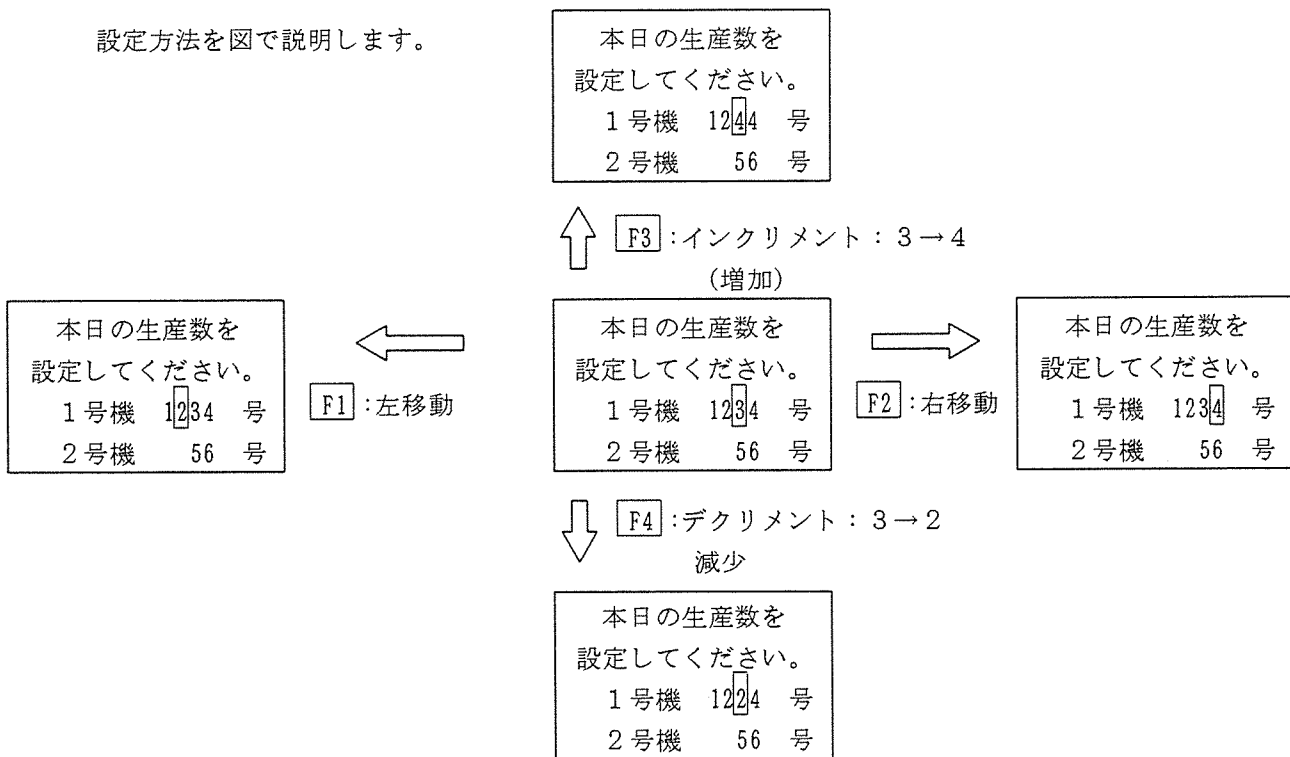 設定方法を図で説明します。
本日の生産数を
設定してください。
1号機 1244 号
2号機 56 号
F3:インクリメント:3→4
(増加)
本日の生産数を
設定してください。
1号機 1234 号
2号機 56 号
F1:左移動
本日の生産数を
設定してください。
1号機 1234 号
2号機 56 号
F2:右移動
本日の生産数を
設定してください。
1号機 1234 号
2号機 56 号
F4:デクリメント:3→2
減少
本日の生産数を
設定してください。
1号機 1224 号
2号機 56 号